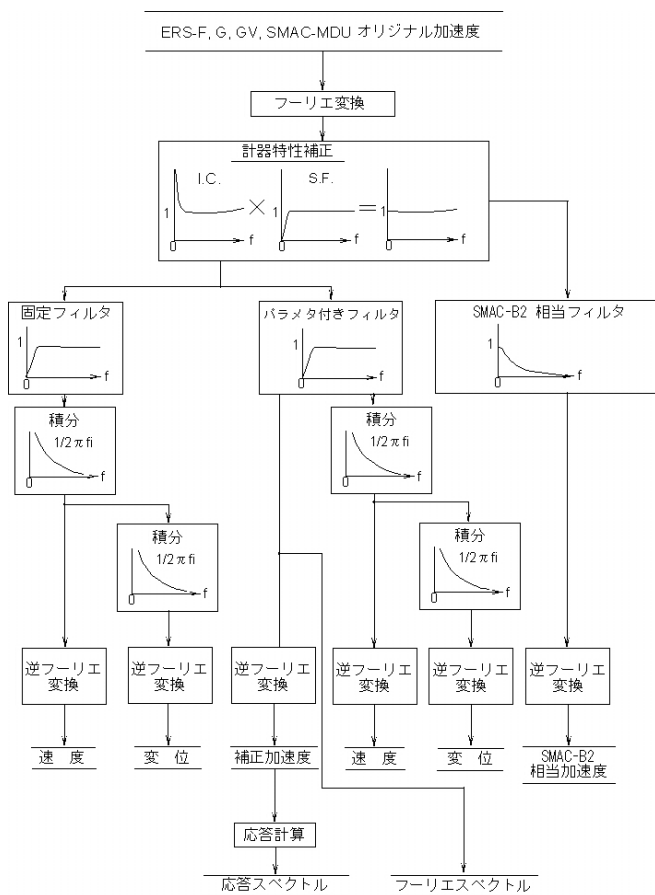 ERS-F, G, GV, SMAC-MDU オリジナル加速度
フーリエ変換
計器特性補正
I.C.
S.F.
1
0
f
×
1
0
f
=
1
0
f
固定フィルタ
1
0
f
パラメタ付きフィルタ
1
0
f
SMAC-B2 相当フィルタ
1
0
f
積分
1/2πfi
0
f
積分
1/2πfi
0
f
積分
1/2πfi
0
f
積分
1/2πfi
0
f
逆フーリエ
変換
逆フーリエ
変換
逆フーリエ
変換
逆フーリエ
変換
逆フーリエ
変換
逆フーリエ
変換
速 度
変 位
補正加速度
速 度
変 位
SMAC-B2
相当加速度
応答計算
応答スペクトル
フーリエスペクトル